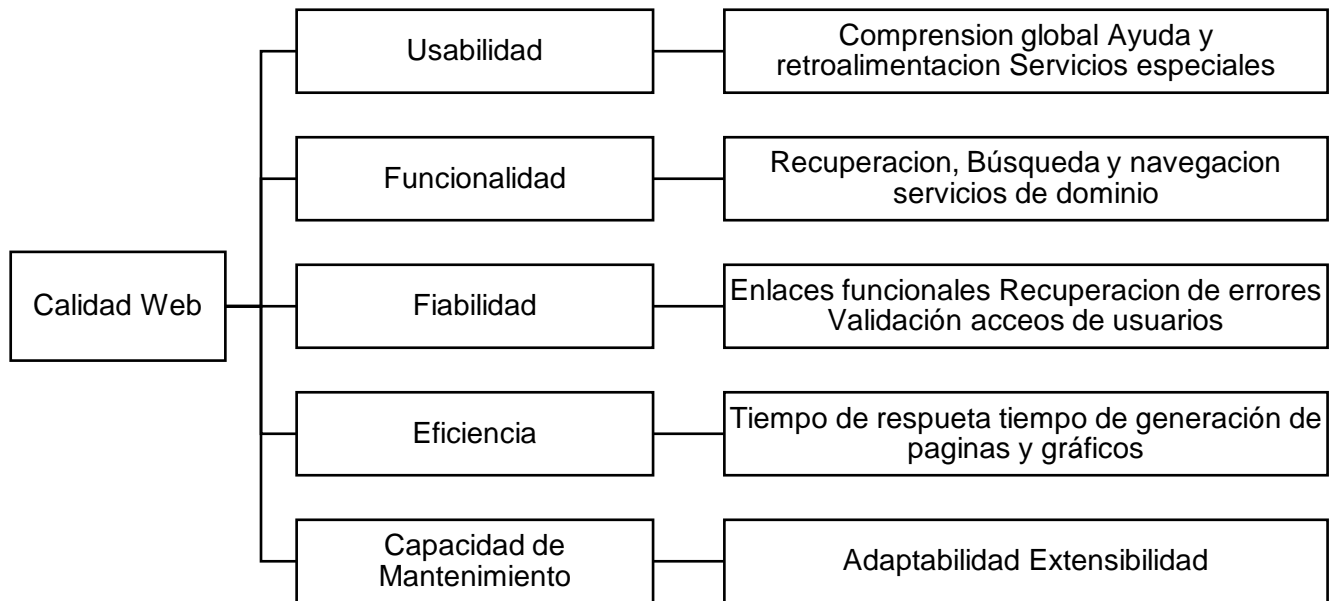 Usabilidad
Comprension global Ayuda y
retroalimentacion Servicios especiales
Funcionalidad
Recuperacion, Búsqueda y navegacion
servicios de dominio
Calidad Web
Fiabilidad
Enlaces funcionales Recuperacion de errores
Validación acceos de usuarios
Eficiencia
Tiempo de respueta tiempo de generación de
paginas y gráficos
Capacidad de
Mantenimiento
Adaptabilidad Extensibilidad